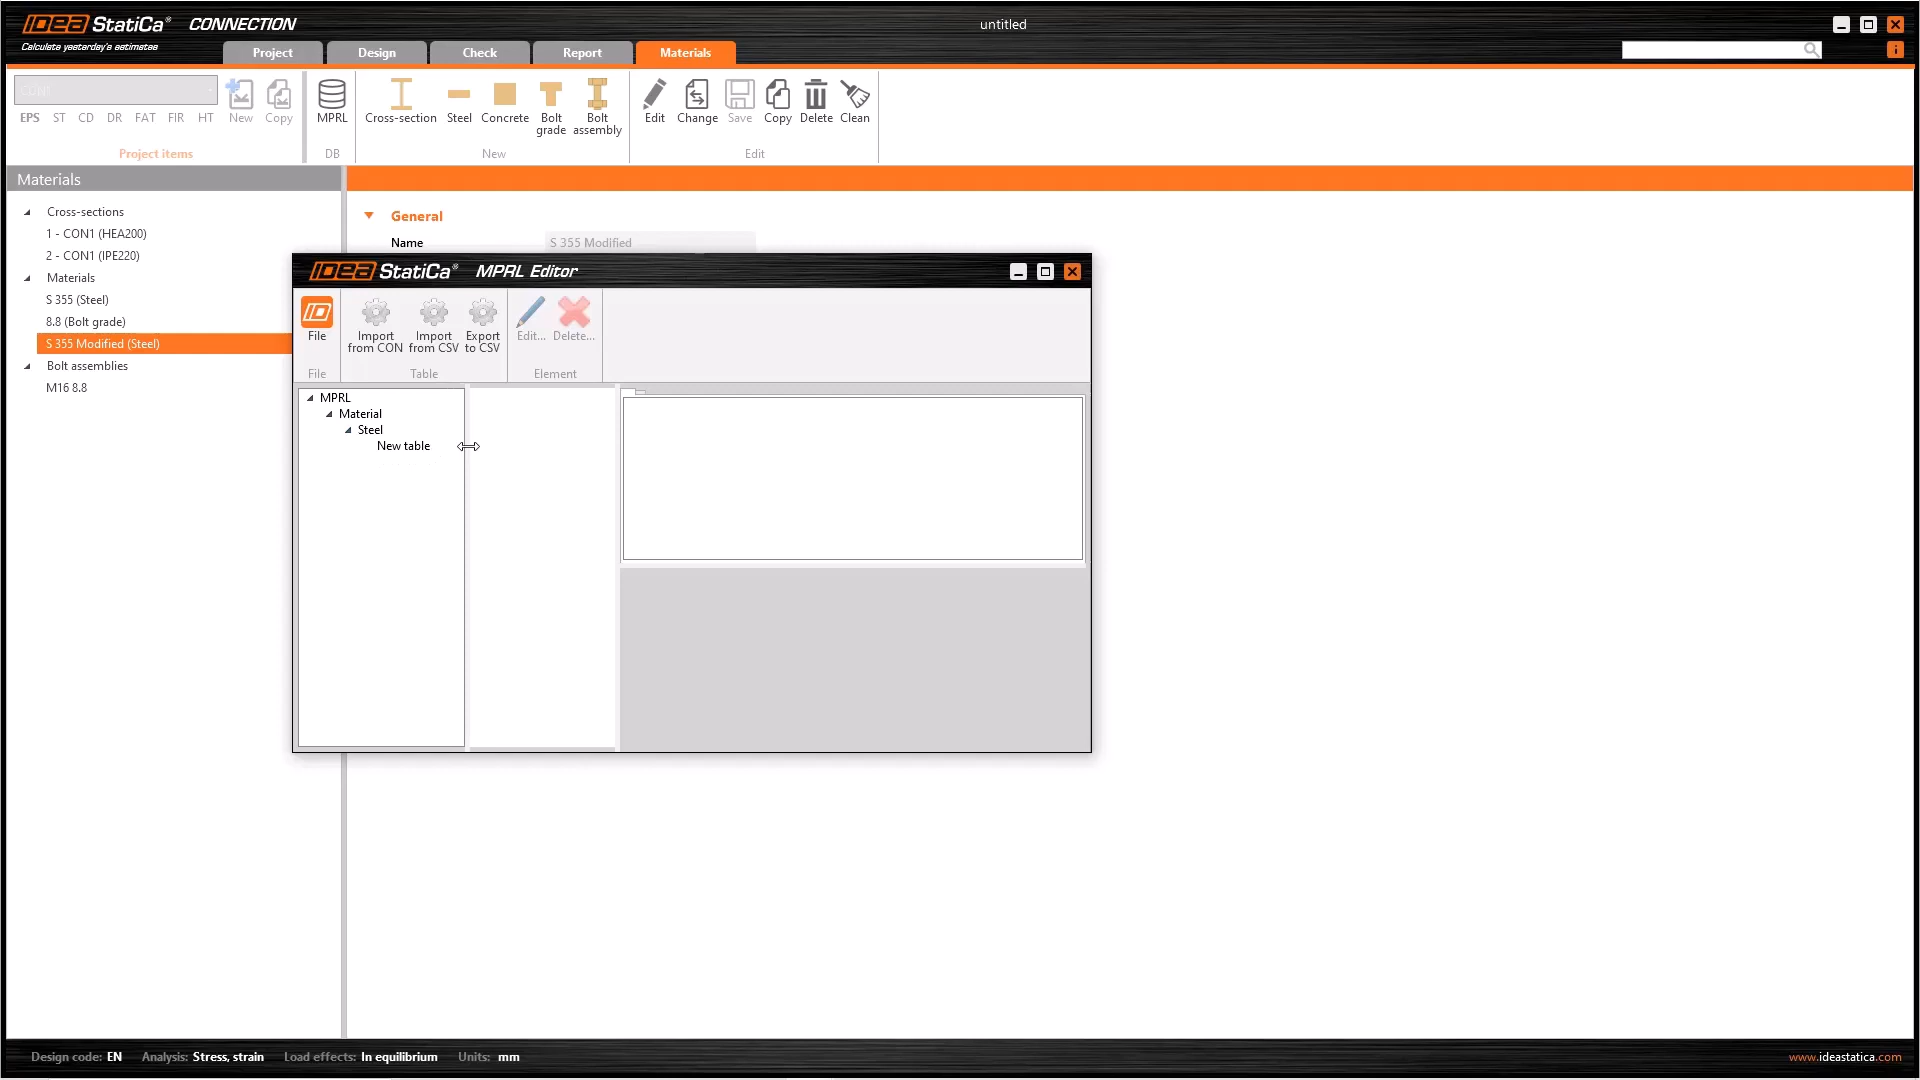 IDEA StatiCa® CONNECTION
Calculate yesterday's estimates
untitled
Project Design Check Report Materials
EPS ST CD DR FAT FIR HT New Copy
Project items
MPRL
DB
Cross-section Steel Concrete Bolt grade Bolt assembly
New
Edit Change Save Copy Delete Clean
Edit
Materials
Cross-sections
1 - CON1 (HEA200)
2 - CON1 (IPE220)
Materials
S 355 (Steel)
8.8 (Bolt grade)
S 355 Modified (Steel)
Bolt assemblies
M16 8.8
General
Name S 355 Modified
IDEA StatiCa® MPRL Editor
File
File
Import from CON Import from CSV Export to CSV
Table
Edit... Delete...
Element
MPRL
Material
Steel
New table
Design code: EN Analysis: Stress, strain Load effects: In equilibrium Units: mm
www.ideastatica.com